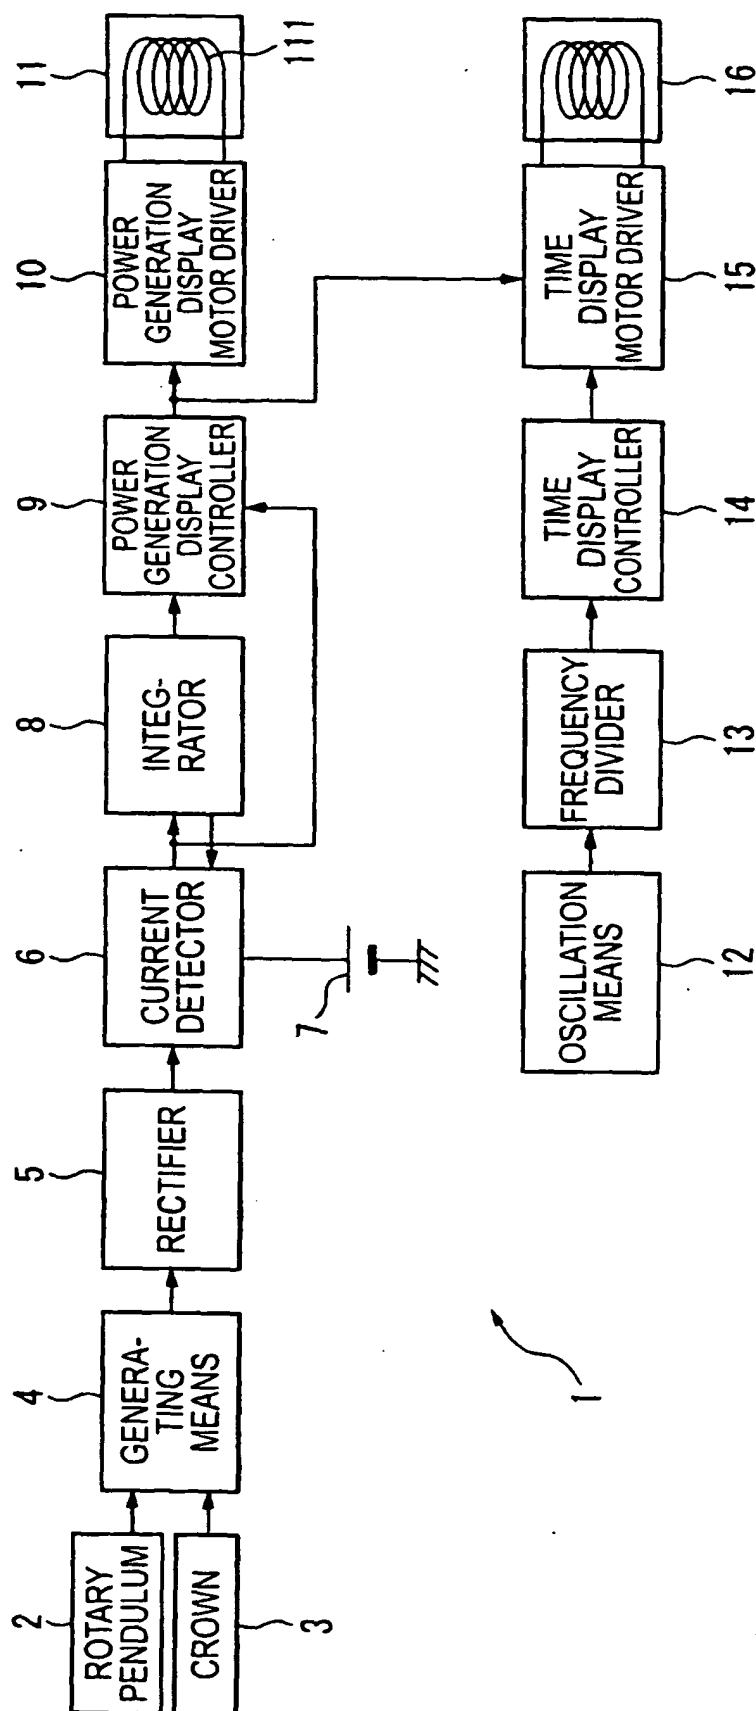 2
ROTARY
PENDULUM
CROWN
3
4
GENERA-
TING
MEANS
5
RECTIFIER
6
CURRENT
DETECTOR
7
8
INTEG-
RATOR
9
POWER
GENERATION
DISPLAY
CONTROLLER
10
POWER
GENERATION
DISPLAY
MOTOR DRIVER
11
111
1
OSCILLATION
MEANS
12
FREQUENCY
DIVIDER
13
TIME
DISPLAY
CONTROLLER
14
TIME
DISPLAY
MOTOR DRIVER
15
16